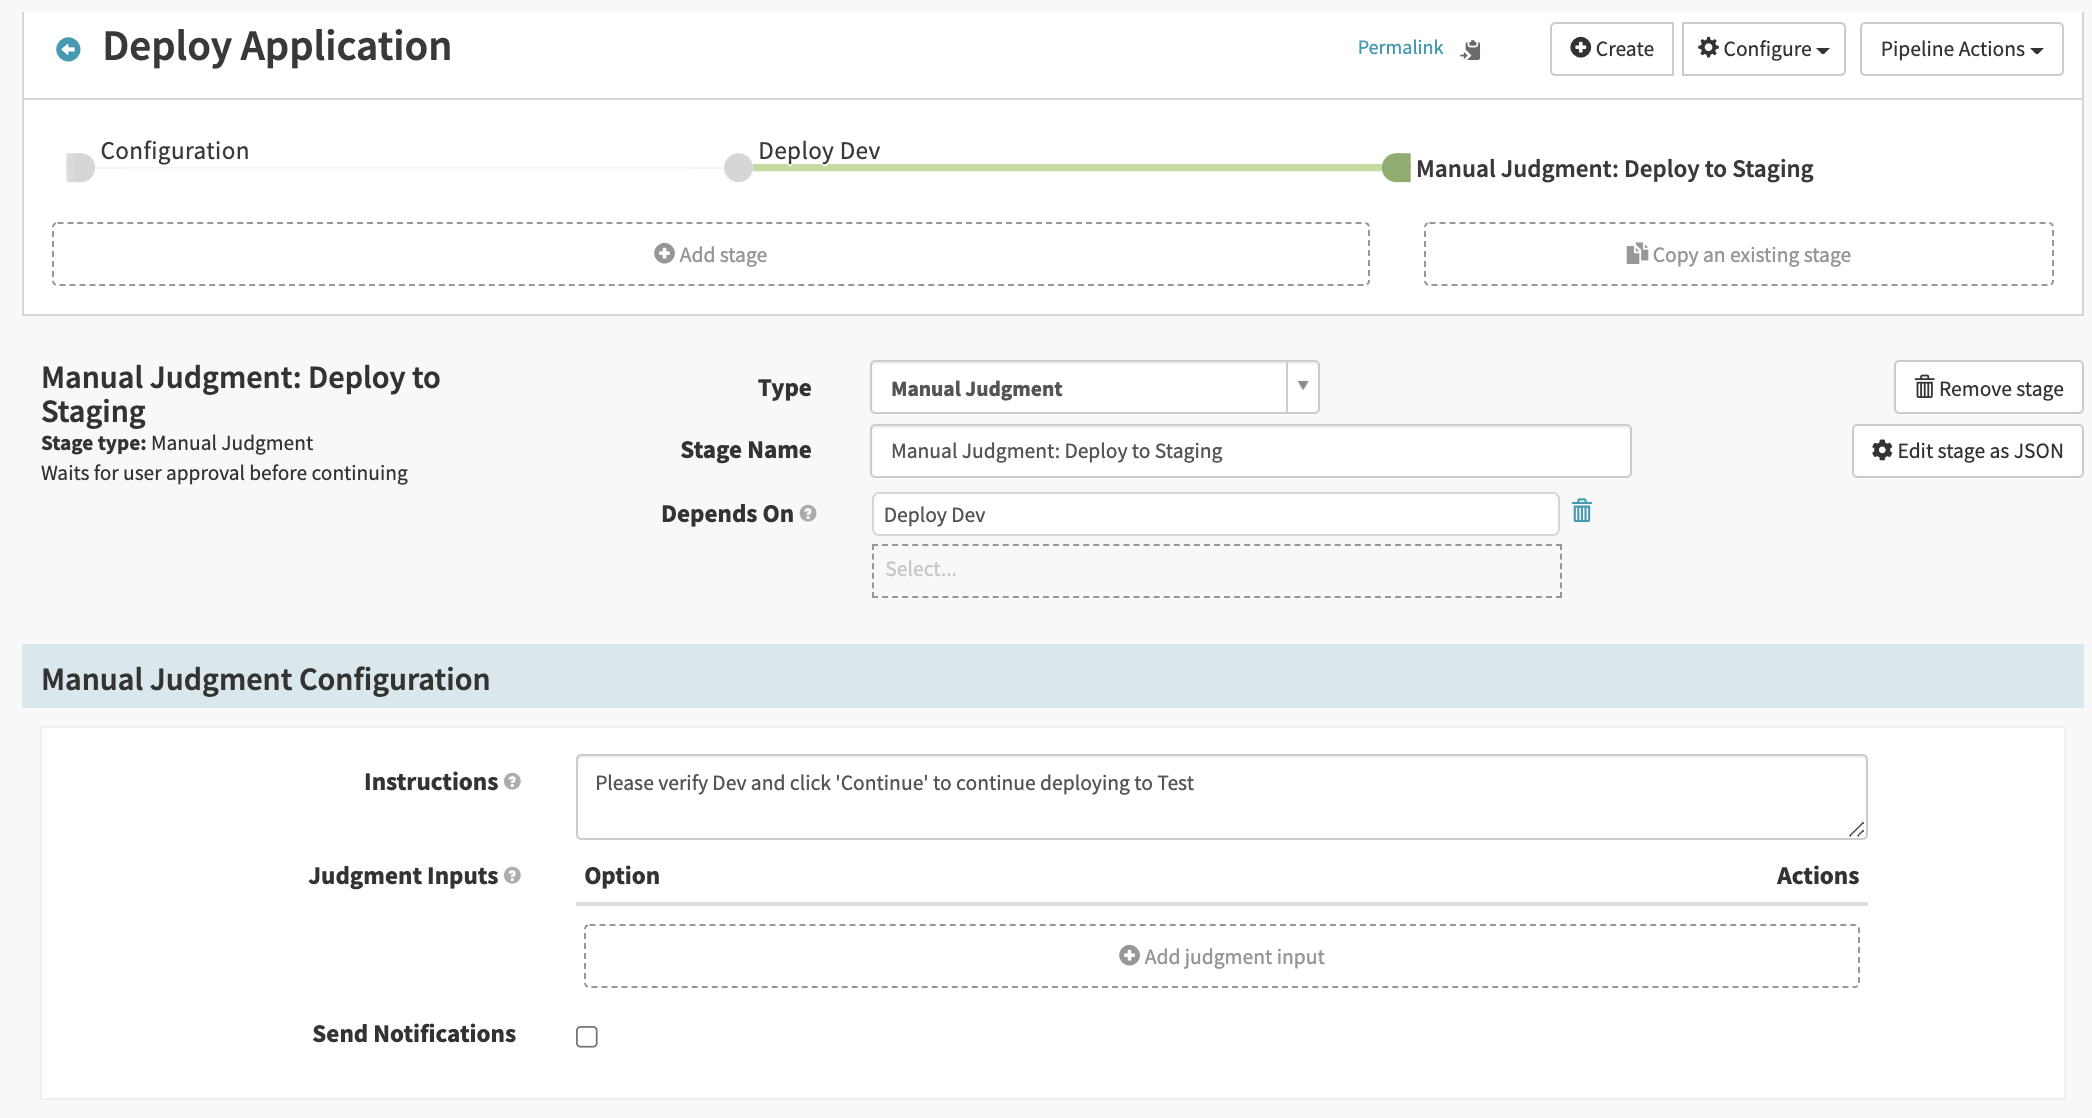 Deploy Application
Permalink
Create
Configure
Pipeline Actions
Configuration
Deploy Dev
Manual Judgment: Deploy to Staging
Add stage
Copy an existing stage
Manual Judgment: Deploy to
Staging
Stage type: Manual Judgment
Waits for user approval before continuing
Type
Manual Judgment
Remove stage
Stage Name
Manual Judgment: Deploy to Staging
Edit stage as JSON
Depends On
Deploy Dev
Select...
Manual Judgment Configuration
Instructions
Please verify Dev and click 'Continue' to continue deploying to Test
Judgment Inputs
Option
Actions
Add judgment input
Send Notifications